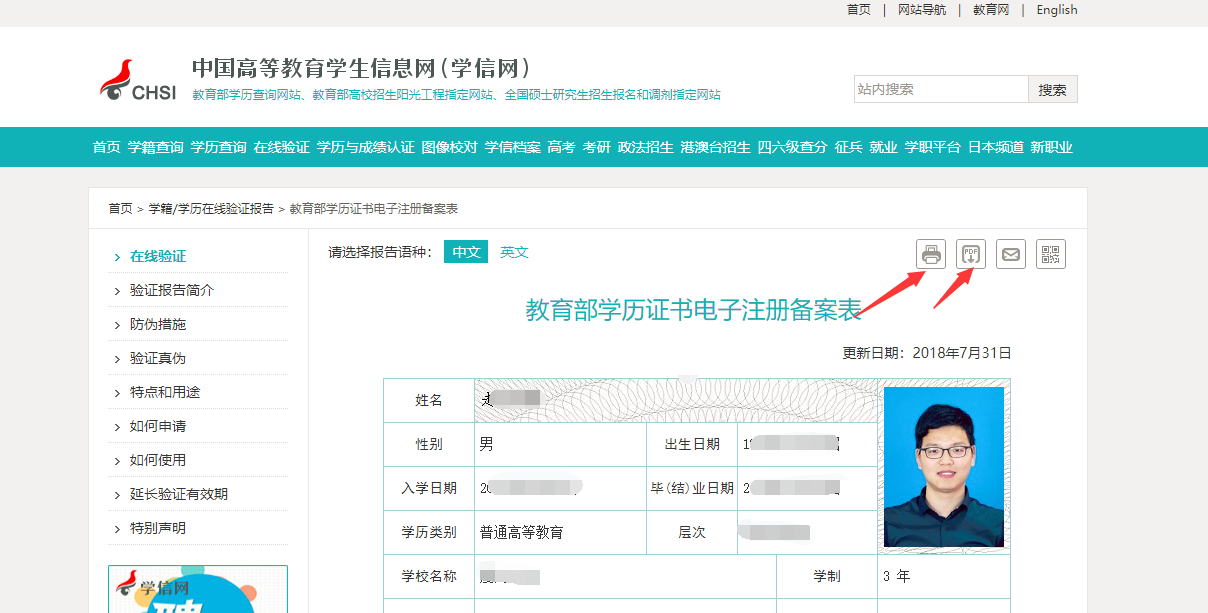 首页 | 网站导航 | 教育网 | English
中国高等教育学生信息网(学信网)
CHSI
教育部学历查询网站、教育部高校招生阳光工程指定网站、全国硕士研究生招生报名和调剂指定网站
站内搜索 搜索
首页 学籍查询 学历查询 在线验证 学历与成绩认证 图像校对 学信档案 高考 考研 政法招生 港澳台招生 四六级查分 征兵 就业 学职平台 日本频道 新职业
首页 > 学籍/学历在线验证报告 > 教育部学历证书电子注册备案表
在线验证
验证报告简介
防伪措施
验证真伪
特点和用途
如何申请
如何使用
延长验证有效期
特别声明
学信网
请选择报告语种: 中文 英文
PDF
教育部学历证书电子注册备案表
更新日期：2018年7月31日
姓名
性别 男 出生日期 1
入学日期 20 毕(结)业日期 2
学历类别 普通高等教育 层次
学校名称 学制 3 年